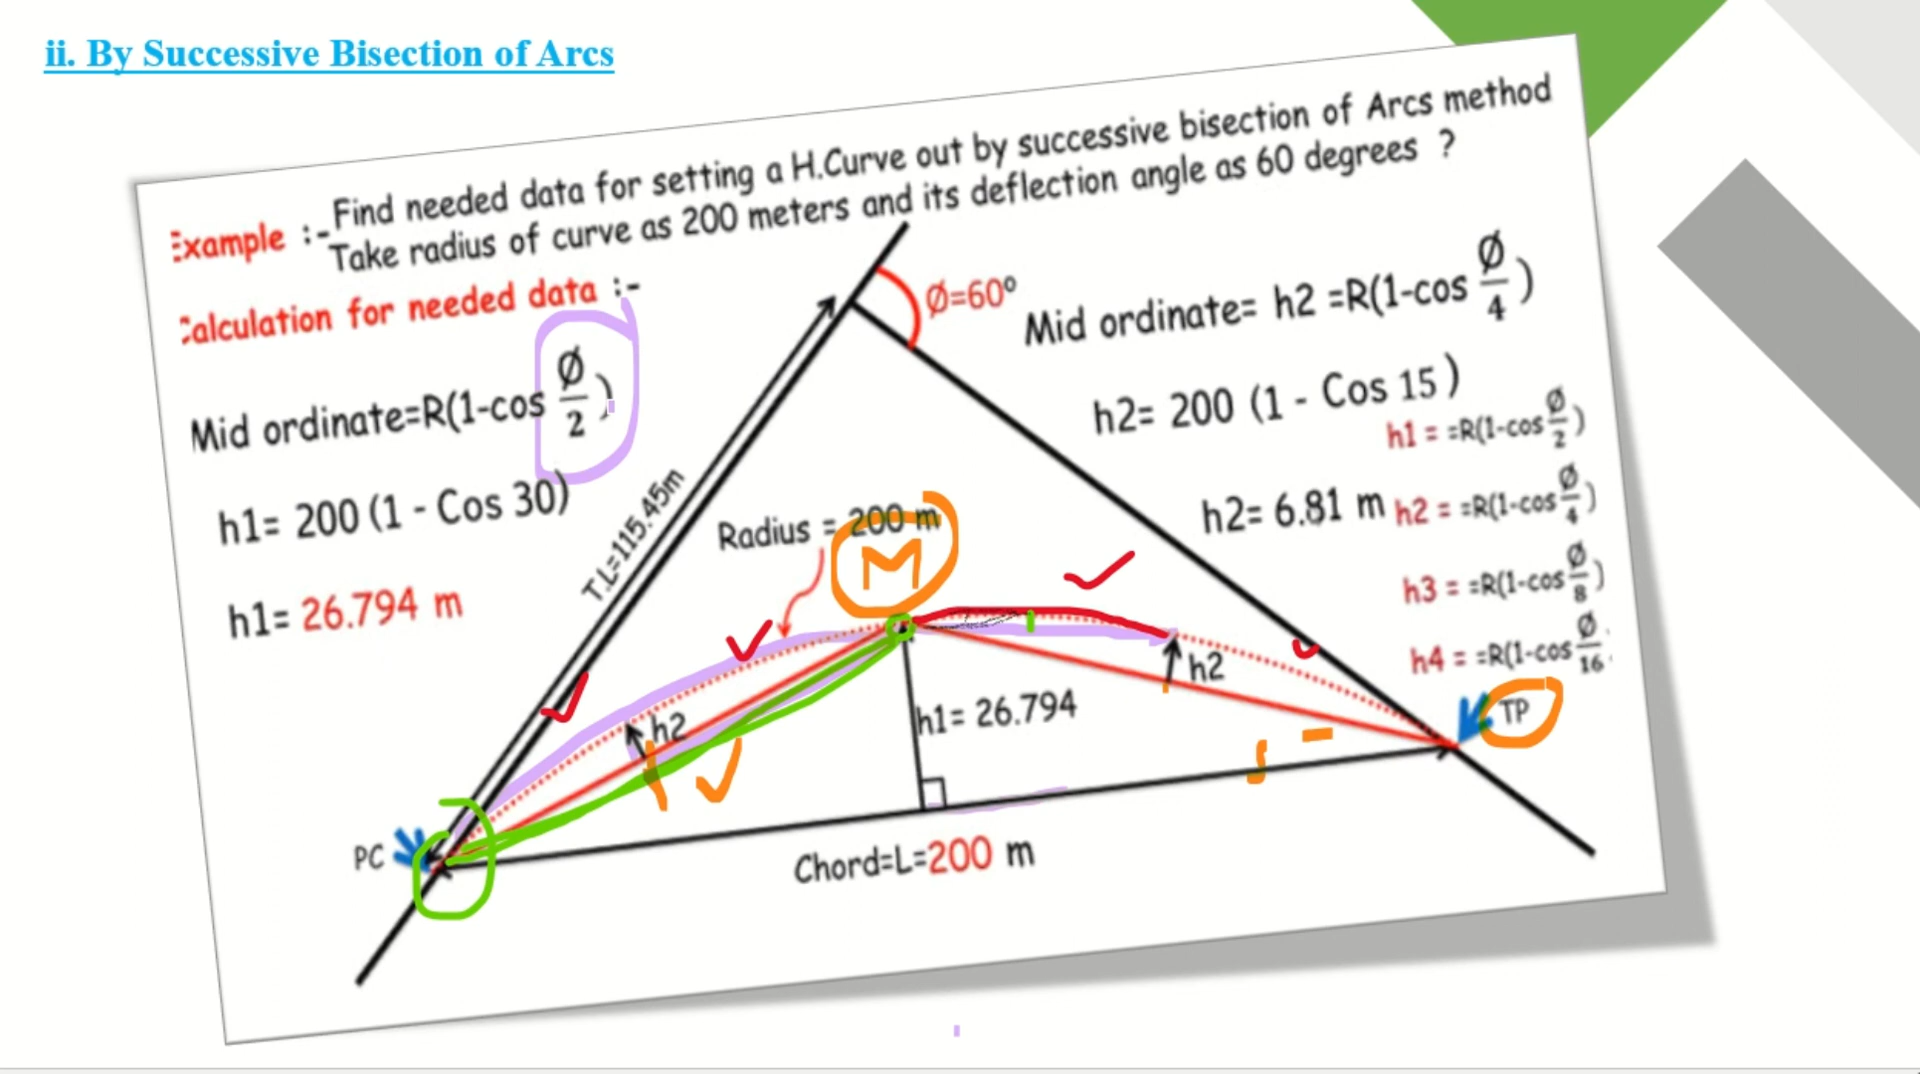 ii. By Successive Bisection of Arcs
Example :- Find needed data for setting a H.Curve out by successive bisection of Arcs method
Take radius of curve as 200 meters and its deflection angle as 60 degrees ?
Calculation for needed data :-
Mid ordinate=R(1-cos Ø/2)
h1= 200 (1 - Cos 30)
h1= 26.794 m
T.L=115.45m
Ø=60°
Radius = 200 m
M
Mid ordinate= h2 =R(1-cos Ø/4)
h2= 200 (1 - Cos 15)
h2= 6.81 m
h1 = =R(1-cos Ø/2)
h2 = =R(1-cos Ø/4)
h3 = =R(1-cos Ø/8)
h4 = =R(1-cos Ø/16
h2
h2
h1= 26.794
TP
PC
Chord=L=200 m